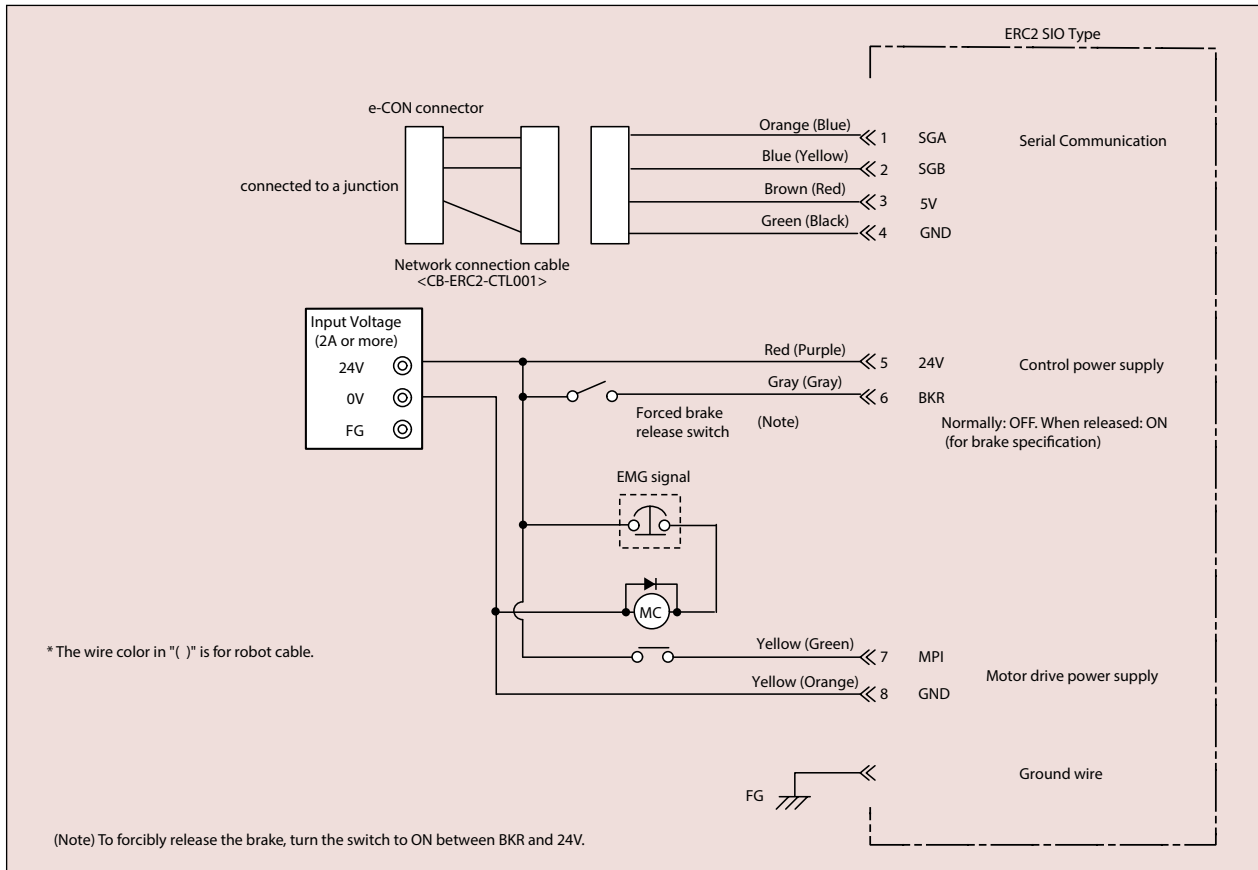 ERC2 SIO Type
e-CON connector
connected to a junction
Network connection cable
<CB-ERC2-CTL001>
Orange (Blue)
1 SGA
Serial Communication
Blue (Yellow)
2 SGB
Brown (Red)
3 5V
Green (Black)
4 GND
Input Voltage
(2A or more)
24V
0V
FG
Red (Purple)
5 24V
Control power supply
Gray (Gray)
6 BKR
Forced brake
release switch
(Note)
Normally: OFF. When released: ON
(for brake specification)
EMG signal
MC
* The wire color in "( )" is for robot cable.
Yellow (Green)
7 MPI
Motor drive power supply
Yellow (Orange)
8 GND
Ground wire
FG
(Note) To forcibly release the brake, turn the switch to ON between BKR and 24V.